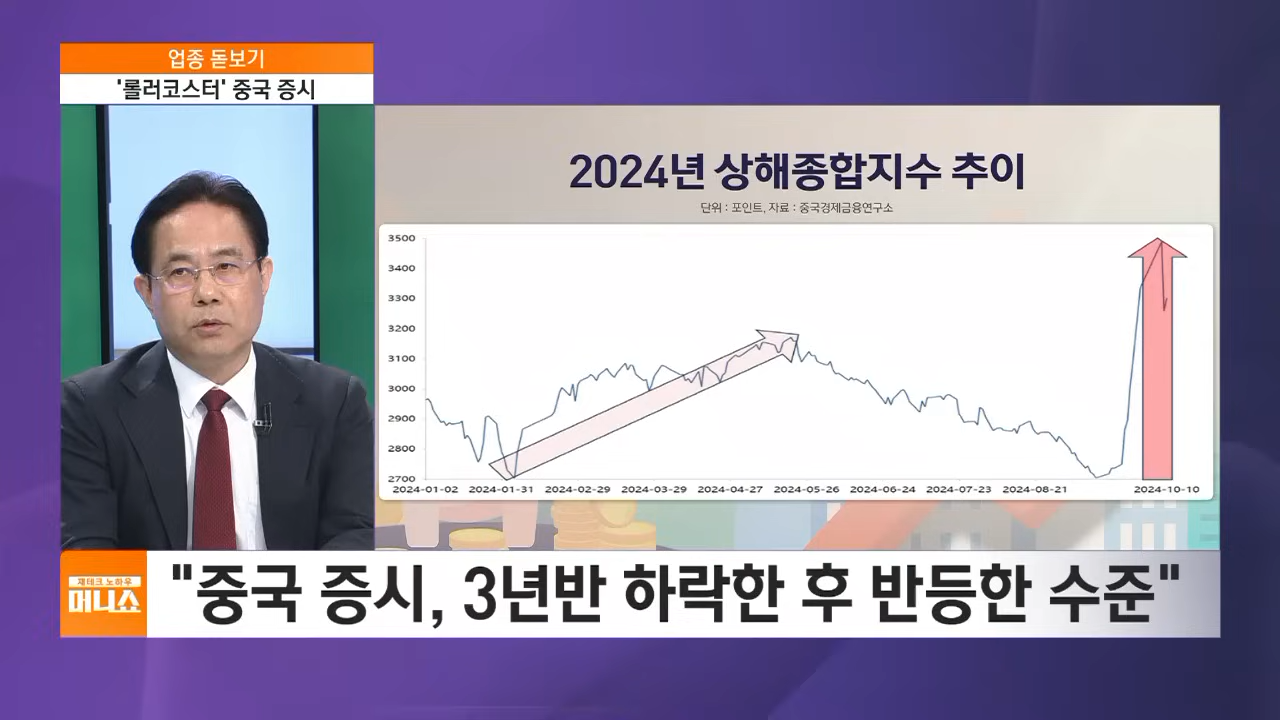 업종 돋보기
'롤러코스터' 중국 증시
2024년 상해종합지수 추이
단위 : 포인트, 자료 : 중국경제금융연구소
3500
3400
3300
3200
3100
3000
2900
2800
2700
2024-01-02 2024-01-31 2024-02-29 2024-03-29 2024-04-27 2024-05-26 2024-06-24 2024-07-23 2024-08-21 2024-10-10
재테크 노하우
머니쇼
"중국 증시, 3년반 하락한 후 반등한 수준"